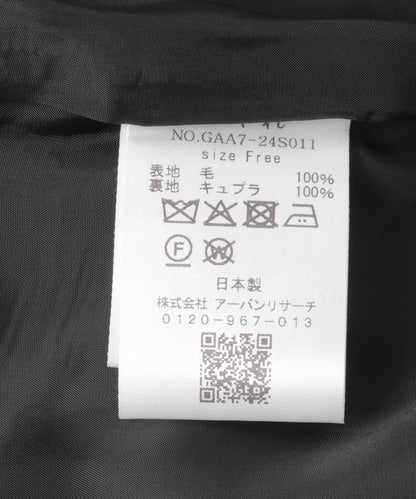 NO.GAA7-24S011
size Free
表地 毛 100%
裏地 キュプラ 100%
F W
日本製
株式会社 アーバンリサーチ
0120-967-013